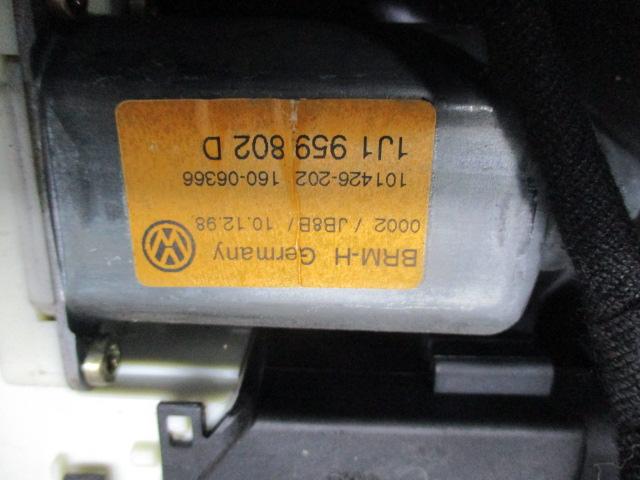 BRM-H Germany
0002 / JB8B / 10.12.98
101426-202 160-06366
1J1 959 802 D